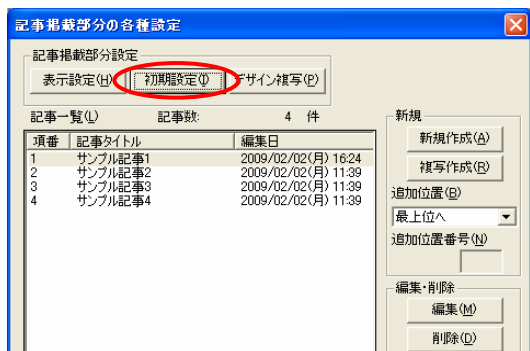 記事掲載部分の各種設定
記事掲載部分設定
表示設定(H) 初期設定(I) デザイン複写(P)
記事一覧(L) 記事数: 4 件
項番 記事タイトル 編集日
1 サンプル記事1 2009/02/02(月) 16:24
2 サンプル記事2 2009/02/02(月) 11:39
3 サンプル記事3 2009/02/02(月) 11:39
4 サンプル記事4 2009/02/02(月) 11:39
新規
新規作成(A)
複写作成(R)
追加位置(B)
最上位へ
追加位置番号(N)
編集・削除
編集(M)
削除(D)